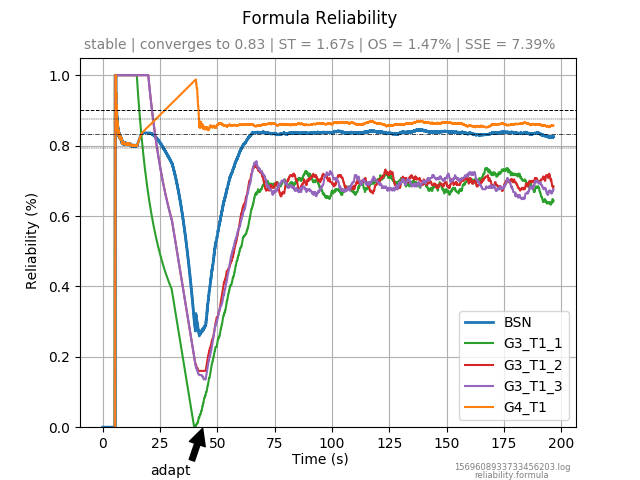 Formula Reliability
stable | converges to 0.83 | ST = 1.67s | OS = 1.47% | SSE = 7.39%
1.0
0.8
0.6
0.4
0.2
0.0
Reliability (%)
BSN
G3_T1_1
G3_T1_2
G3_T1_3
G4_T1
0 25 50 75 100 125 150 175 200
Time (s)
adapt
1569608933733456203.log
reliability.formula